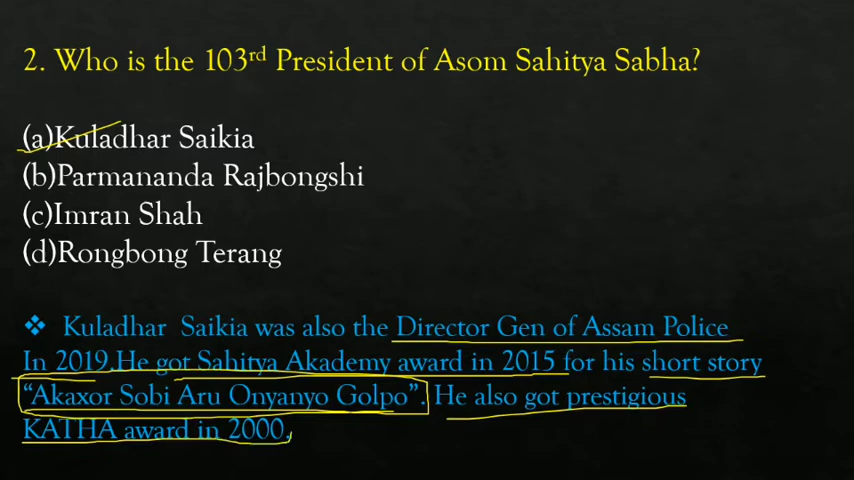 2. Who is the 103rd President of Asom Sahitya Sabha?
(a)Kuladhar Saikia
(b)Parmananda Rajbongshi
(c)Imran Shah
(d)Rongbong Terang
❖ Kuladhar Saikia was also the Director Gen of Assam Police
In 2019.He got Sahitya Akademy award in 2015 for his short story
“Akaxor Sobi Aru Onyanyo Golpo”. He also got prestigious
KATHA award in 2000.